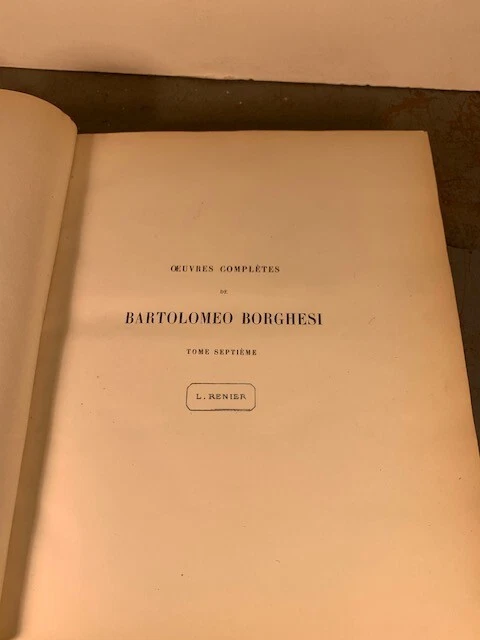 ŒUVRES COMPLÈTES
DE
BARTOLOMEO BORGHESI
TOME SEPTIÈME
L. RENIER